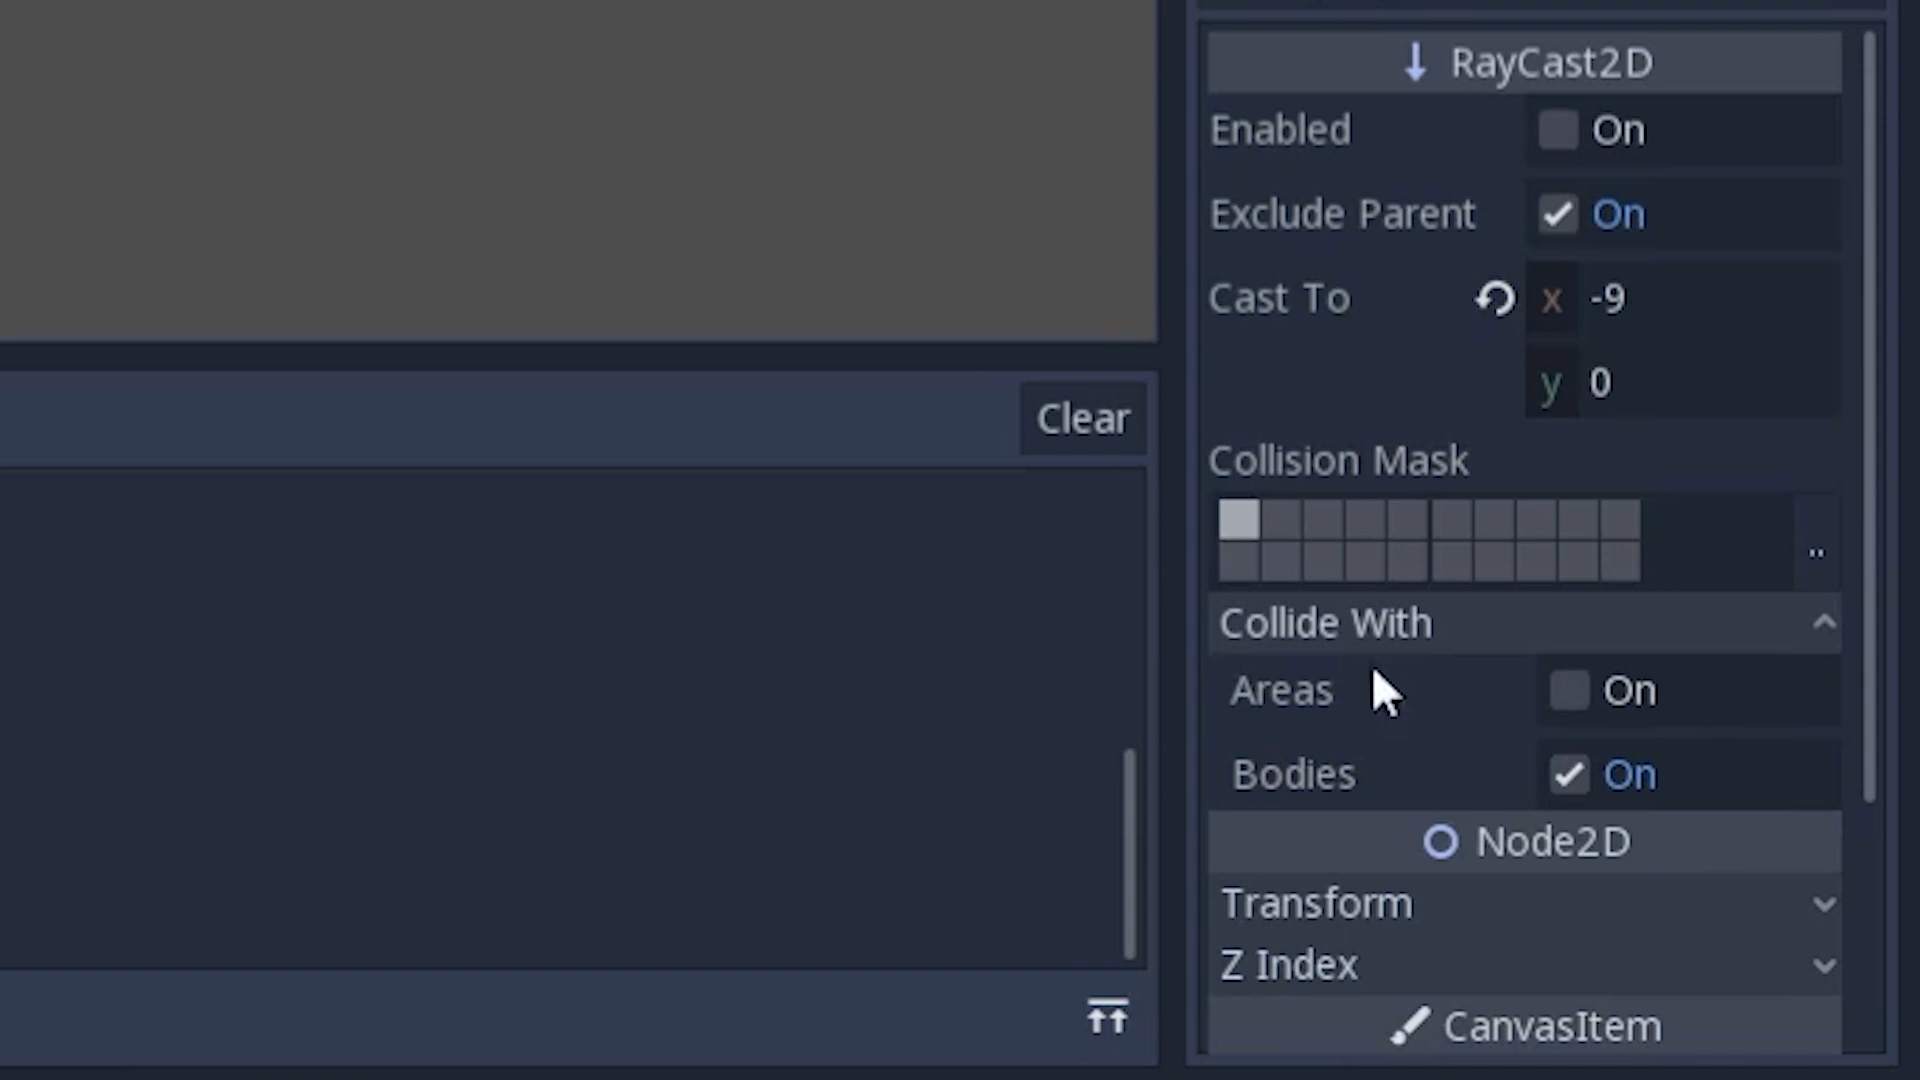 RayCast2D
Enabled On
Exclude Parent On
Cast To x -9
y 0
Clear
Collision Mask
..
Collide With
Areas On
Bodies On
Node2D
Transform
Z Index
CanvasItem